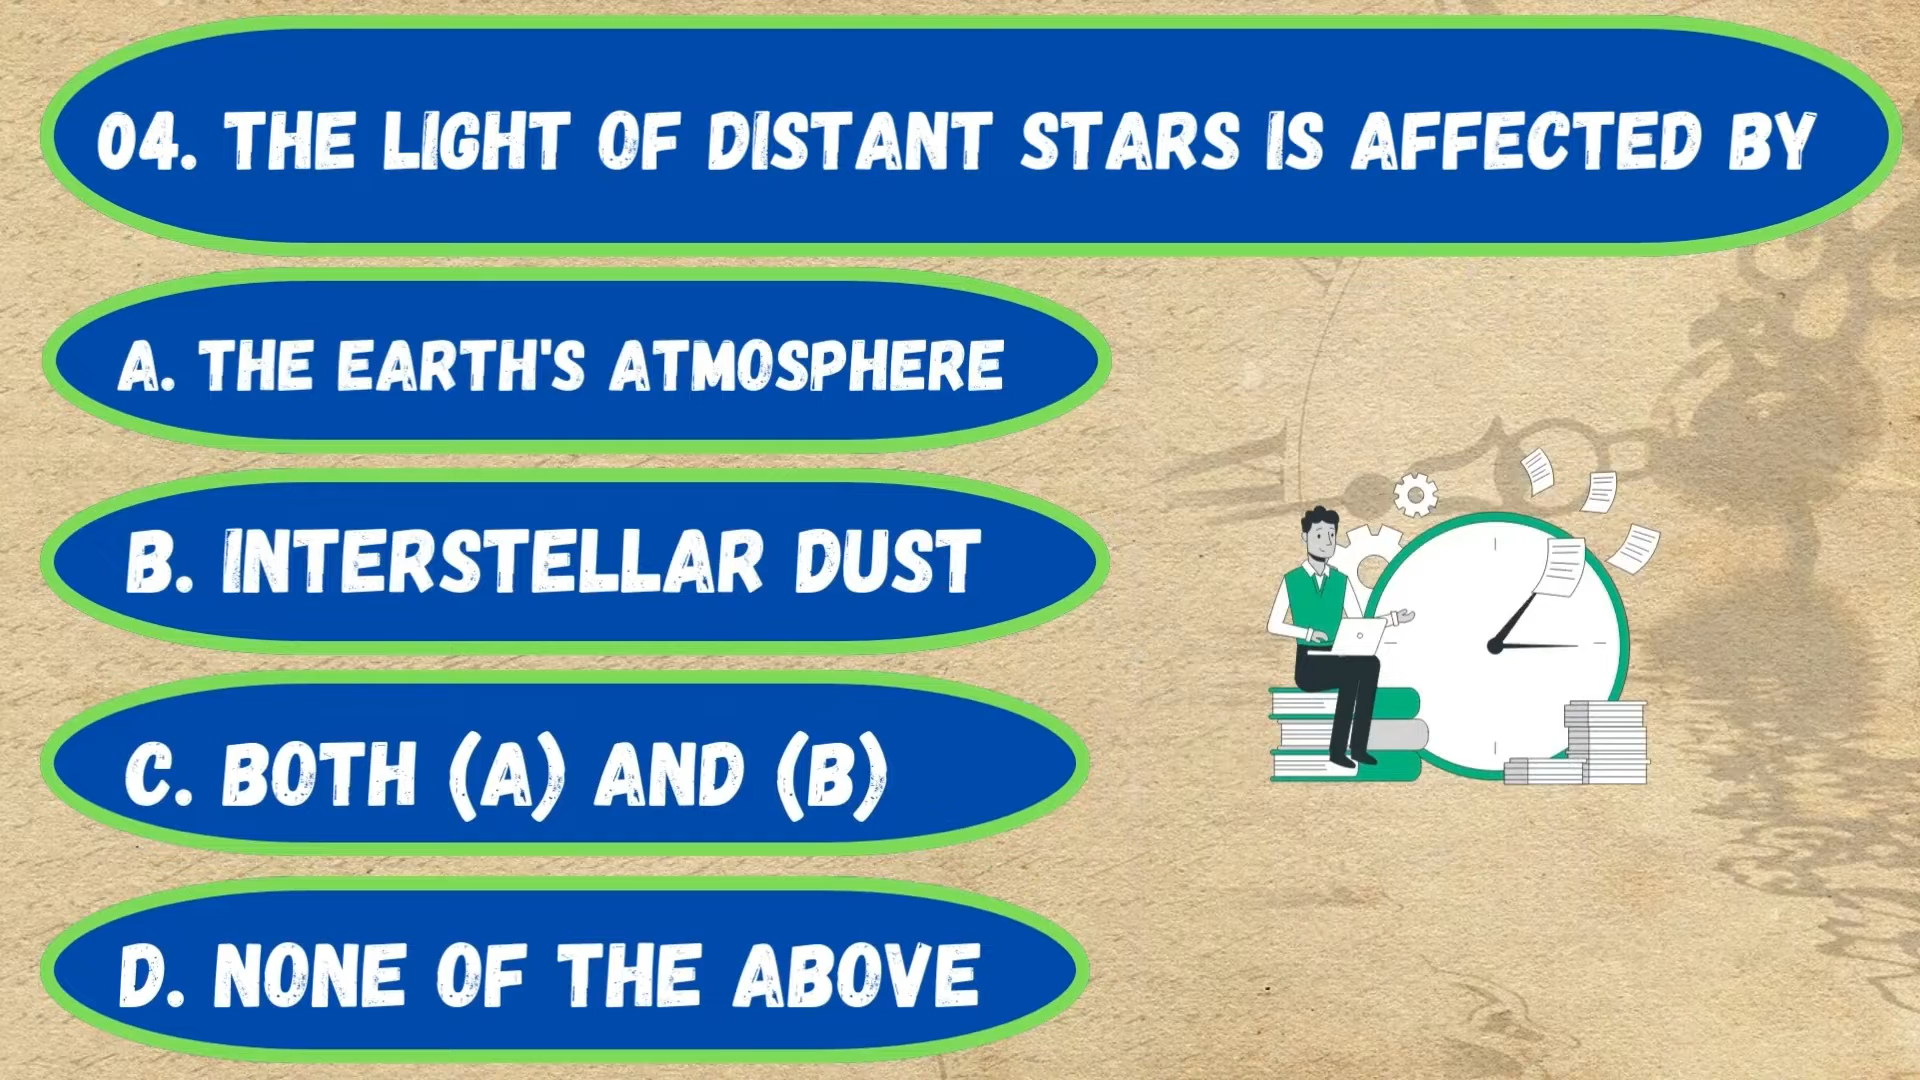 04. THE LIGHT OF DISTANT STARS IS AFFECTED BY
A. THE EARTH'S ATMOSPHERE
B. INTERSTELLAR DUST
C. BOTH (A) AND (B)
D. NONE OF THE ABOVE